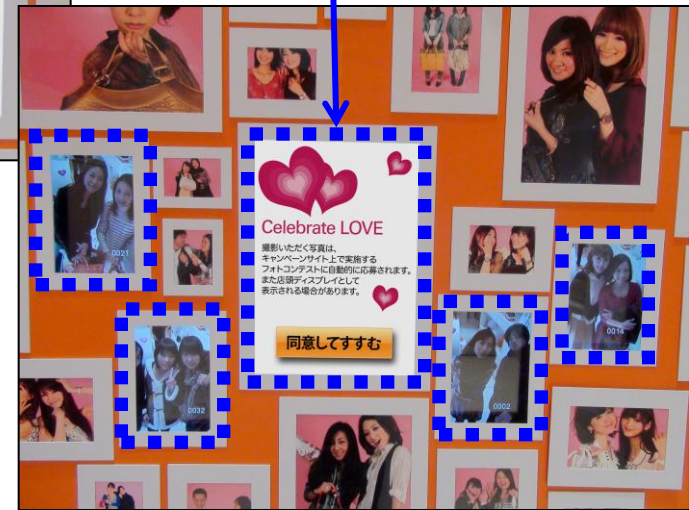 Celebrate LOVE
撮影いただく写真は、
キャンペーンサイト上で実施する
フォトコンテストに自動的に応募されます。
また店頭ディスプレイとして
表示される場合があります。
同意してすすむ
0021
0014
0032
0002